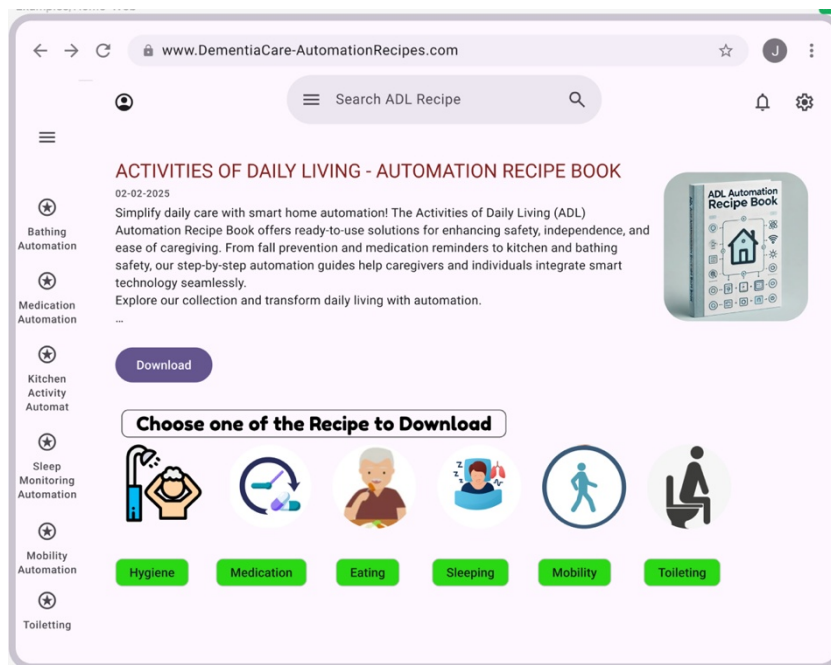 www.DementiaCare-AutomationRecipes.com
J
Search ADL Recipe
ACTIVITIES OF DAILY LIVING - AUTOMATION RECIPE BOOK
02-02-2025
Simplify daily care with smart home automation! The Activities of Daily Living (ADL)
Automation Recipe Book offers ready-to-use solutions for enhancing safety, independence, and
ease of caregiving. From fall prevention and medication reminders to kitchen and bathing
safety, our step-by-step automation guides help caregivers and individuals integrate smart
technology seamlessly.
Explore our collection and transform daily living with automation.
...
ADL Automation
Recipe Book
Download
Bathing
Automation
Medication
Automation
Kitchen
Activity
Automat
Sleep
Monitoring
Automation
Mobility
Automation
Toiletting
Choose one of the Recipe to Download
z z z
Hygiene
Medication
Eating
Sleeping
Mobility
Toileting